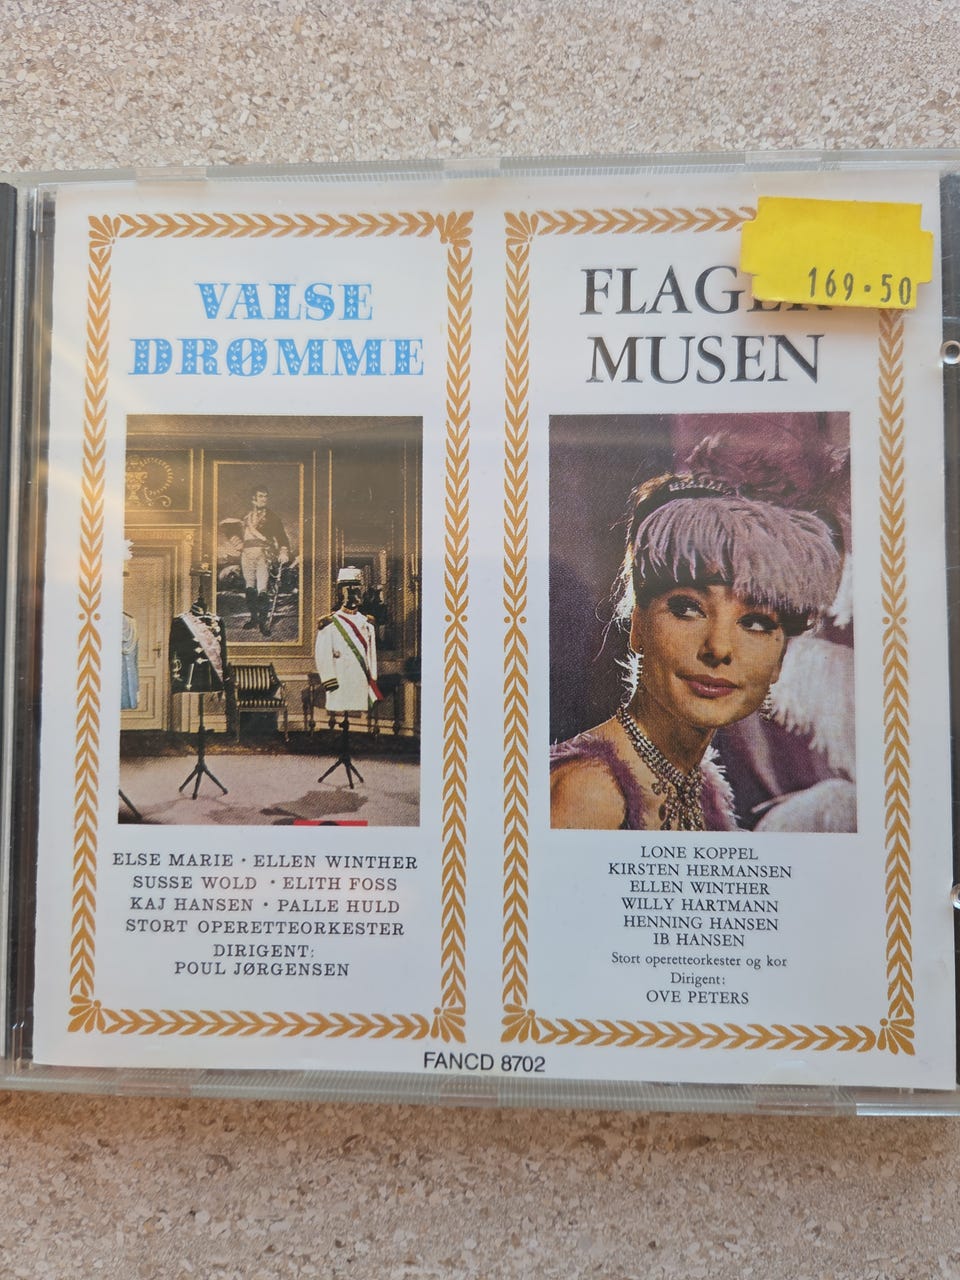 VALSE
DRØMME
ELSE MARIE • ELLEN WINTHER
SUSSE WOLD • ELITH FOSS
KAJ HANSEN • PALLE HULD
STORT OPERETTEORKESTER
DIRIGENT:
POUL JØRGENSEN
169.50
FLAGER
MUSEN
LONE KOPPEL
KIRSTEN HERMANSEN
ELLEN WINTHER
WILLY HARTMANN
HENNING HANSEN
IB HANSEN
Stort operetteorkester og kor
Dirigent:
OVE PETERS
FANCD 8702